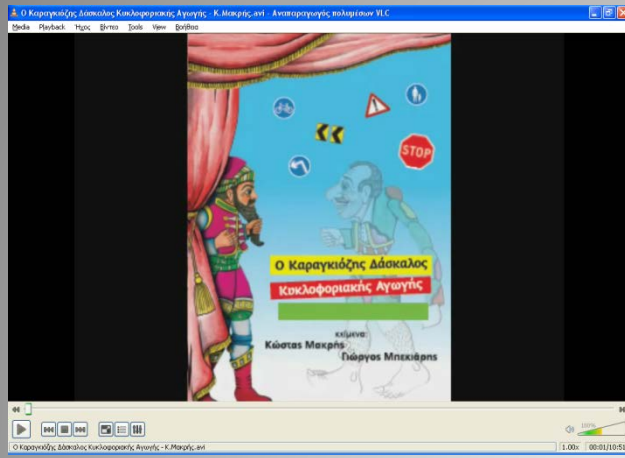 Ο Καραγκιόζης Δάσκαλος Κυκλοφοριακής Αγωγής - Κ.Μακρής.avi - Αναπαραγωγός πολυμέσων VLC
Media Playback Ήχος Βίντεο Tools View Βοήθεια
STOP
Ο Καραγκιόζης Δάσκαλος
Κυκλοφοριακής Αγωγής
κείμενα:
Κώστας Μακρής
Γιώργος Μπεκιάρης
100%
Ο Καραγκιόζης Δάσκαλος Κυκλοφοριακής Αγωγής - Κ.Μακρής.avi 1.00x 00:01/10:51